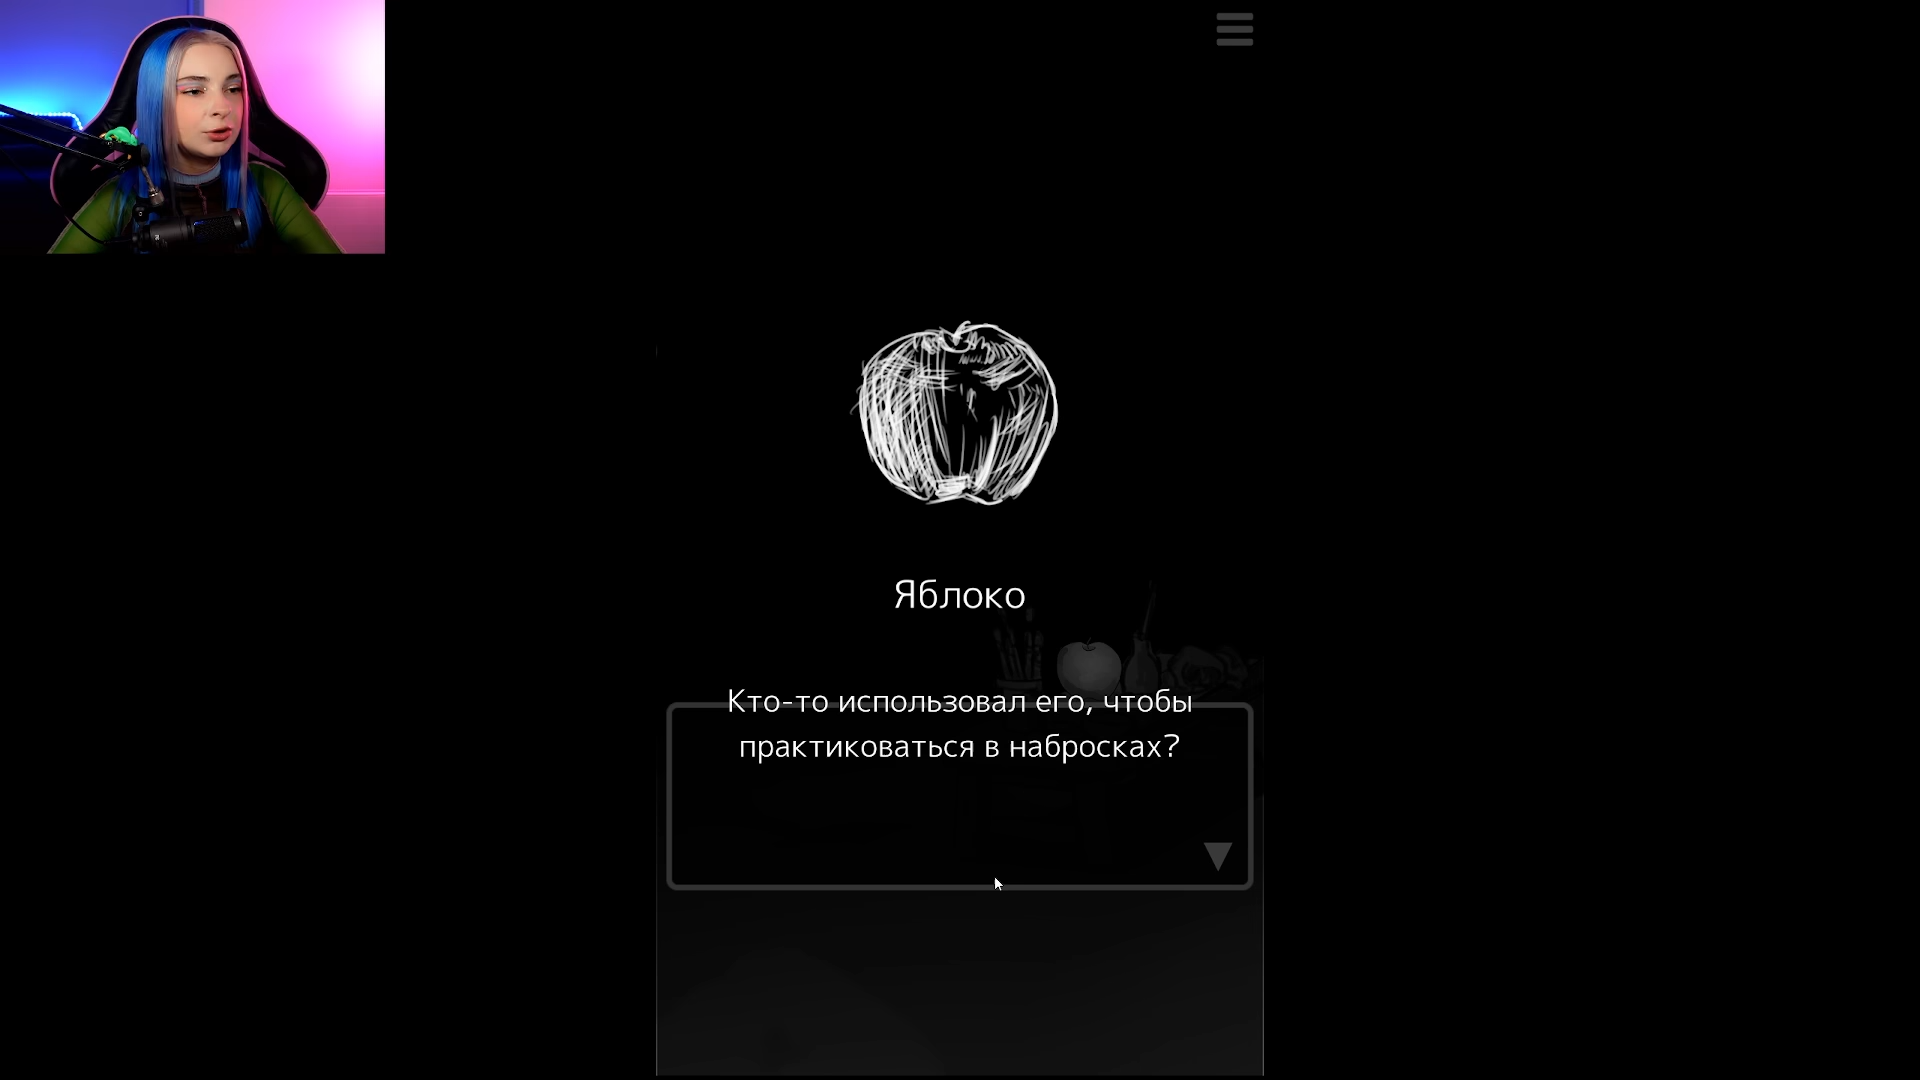 Яблоко
Кто-то использовал его, чтобы
практиковаться в набросках?